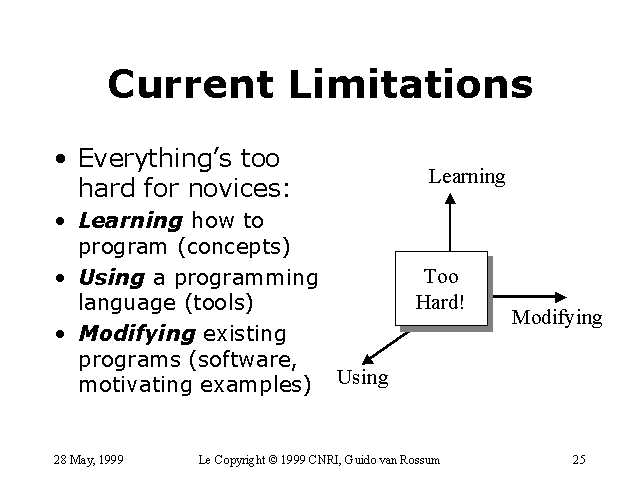 Current Limitations
• Everything’s too
hard for novices:
• Learning how to
program (concepts)
• Using a programming
language (tools)
• Modifying existing
programs (software,
motivating examples)
Learning
Too
Hard!
Modifying
Using
28 May, 1999
Le Copyright © 1999 CNRI, Guido van Rossum
25